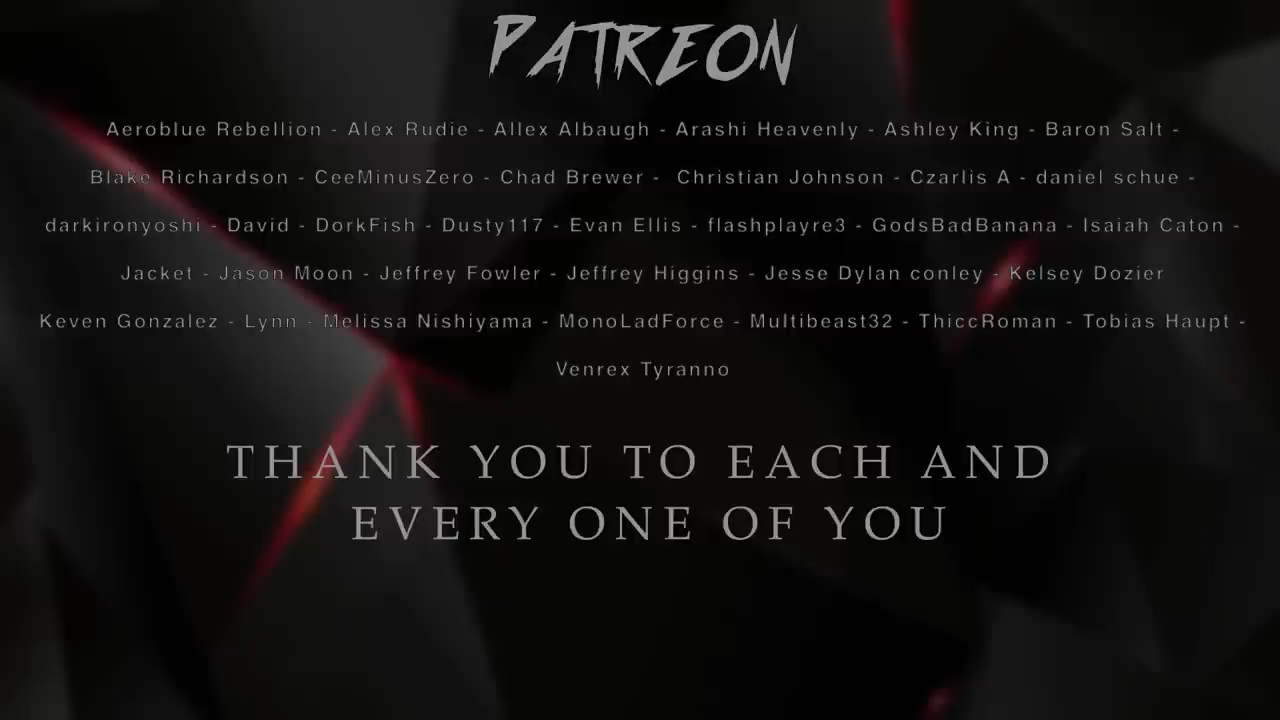 PATREON
Aeroblue Rebellion - Alex Rudie - Allex Albaugh - Arashi Heavenly - Ashley King - Baron Salt -
Blake Richardson - CeeMinusZero - Chad Brewer - Christian Johnson - Czarlis A - daniel schue -
darkironyoshi - David - DorkFish - Dusty117 - Evan Ellis - flashplayre3 - GodsBadBanana - Isaiah Caton -
Jacket - Jason Moon - Jeffrey Fowler - Jeffrey Higgins - Jesse Dylan conley - Kelsey Dozier
Keven Gonzalez - Lynn - Melissa Nishiyama - MonoLadForce - Multibeast32 - ThiccRoman - Tobias Haupt -
Venrex Tyranno
THANK YOU TO EACH AND
EVERY ONE OF YOU